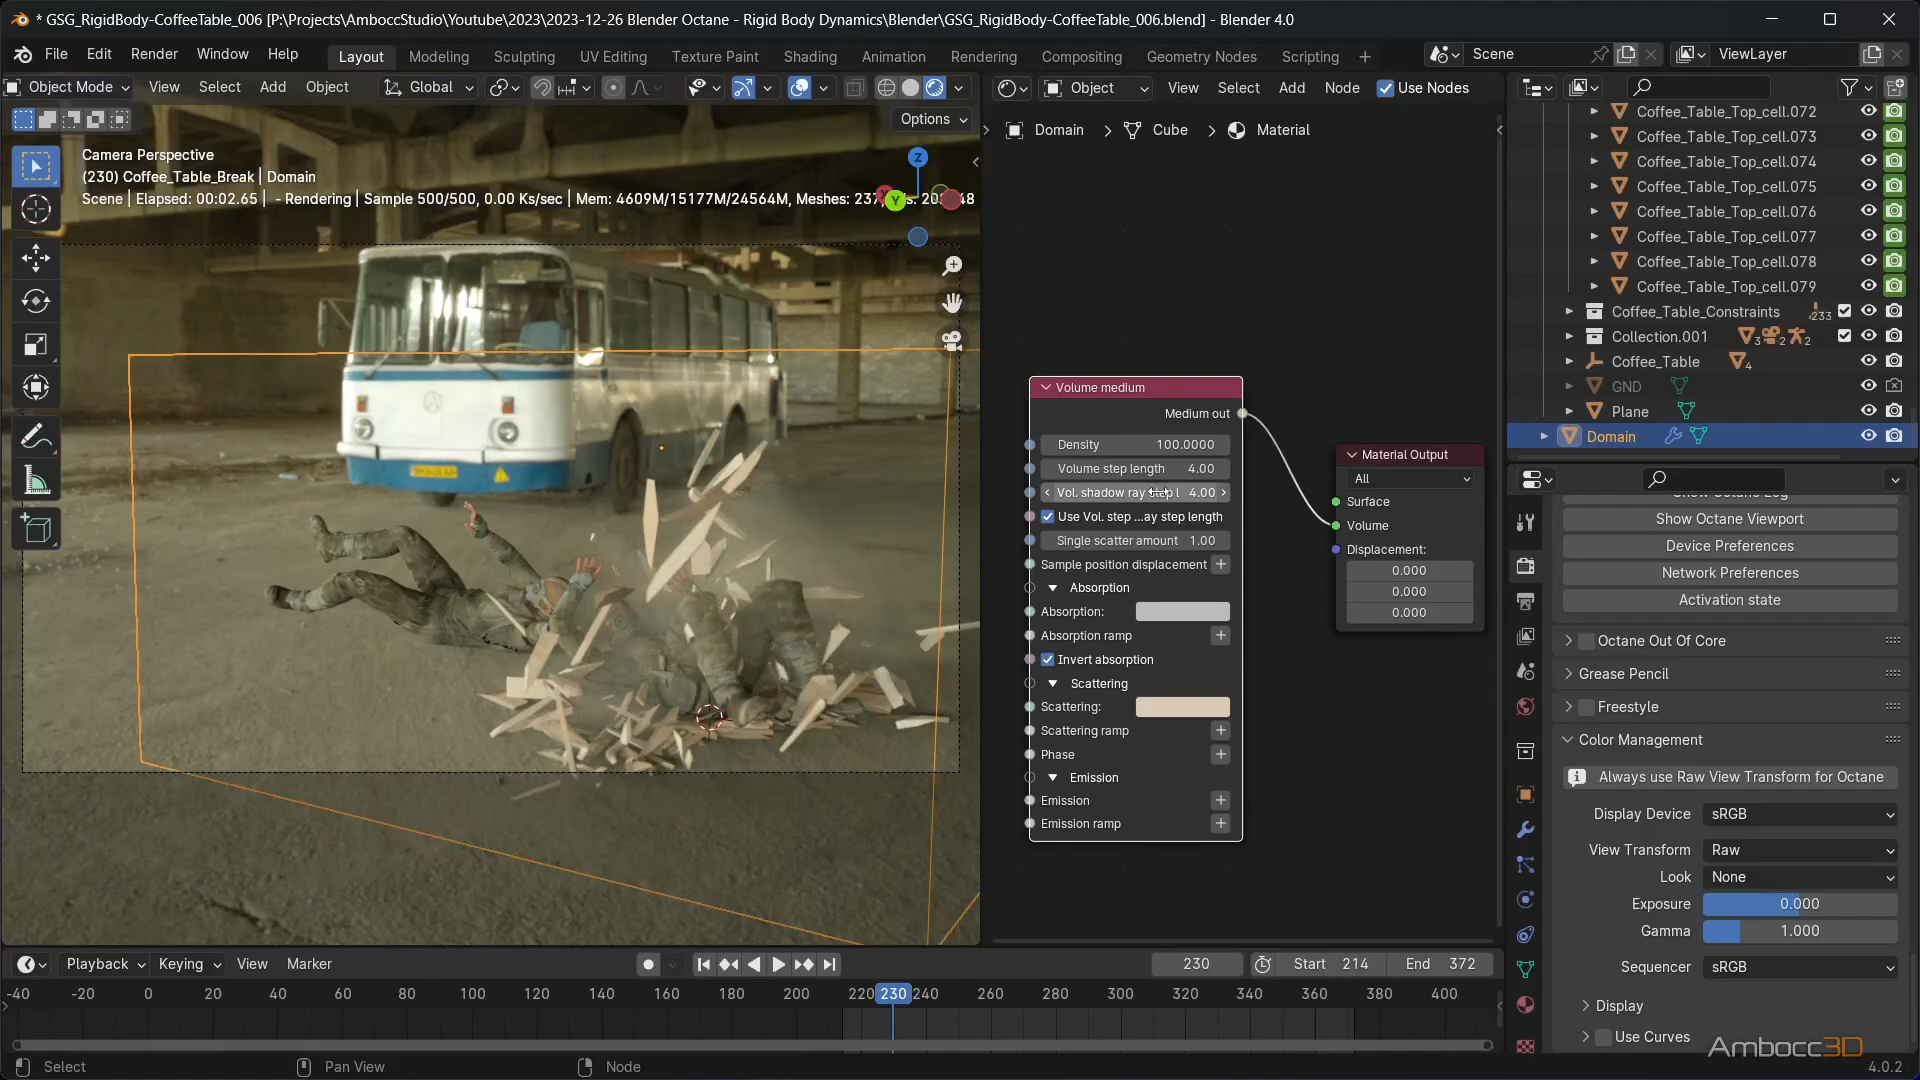 * GSG_RigidBody-CoffeeTable_006 [P:\Projects\AmboccStudio\Youtube\2023\2023-12-26 Blender Octane - Rigid Body Dynamics\Blender\GSG_RigidBody-CoffeeTable_006.blend] - Blender 4.0
File Edit Render Window Help Layout Modeling Sculpting UV Editing Texture Paint Shading Animation Rendering Compositing Geometry Nodes Scripting + Scene ViewLayer
Object Mode View Select Add Object Global
Options
Camera Perspective
(230) Coffee_Table_Break | Domain
Scene | Elapsed: 00:02.65 | - Rendering | Sample 500/500, 0.00 Ks/sec | Mem: 4609M/15177M/24564M, Meshes: 237,
Z
Y
Object View Select Add Node Use Nodes
Domain > Cube > Material
Volume medium
Medium out
Density 100.0000
Volume step length 4.00
Vol. shadow ray step l 4.00
Use Vol. step ...ay step length
Single scatter amount 1.00
Sample position displacement
Absorption
Absorption:
Absorption ramp
Invert absorption
Scattering
Scattering:
Scattering ramp
Phase
Emission
Emission
Emission ramp
Material Output
All
Surface
Volume
Displacement:
0.000
0.000
0.000
Coffee_Table_Top_cell.072
Coffee_Table_Top_cell.073
Coffee_Table_Top_cell.074
Coffee_Table_Top_cell.075
Coffee_Table_Top_cell.076
Coffee_Table_Top_cell.077
Coffee_Table_Top_cell.078
Coffee_Table_Top_cell.079
Coffee_Table_Constraints 233
Collection.001 3 2 2
Coffee_Table 4
GND
Plane
Domain
Show Octane Viewport
Device Preferences
Network Preferences
Activation state
Octane Out Of Core
Grease Pencil
Freestyle
Color Management
Always use Raw View Transform for Octane
Display Device sRGB
View Transform Raw
Look None
Exposure 0.000
Gamma 1.000
Sequencer sRGB
Display
Use Curves
Playback Keying View Marker 230 Start 214 End 372
-40 -20 0 20 40 60 80 100 120 140 160 180 200 220 230 240 260 280 300 320 340 360 380 400
Select Pan View Node 4.0.2
Ambocc3D